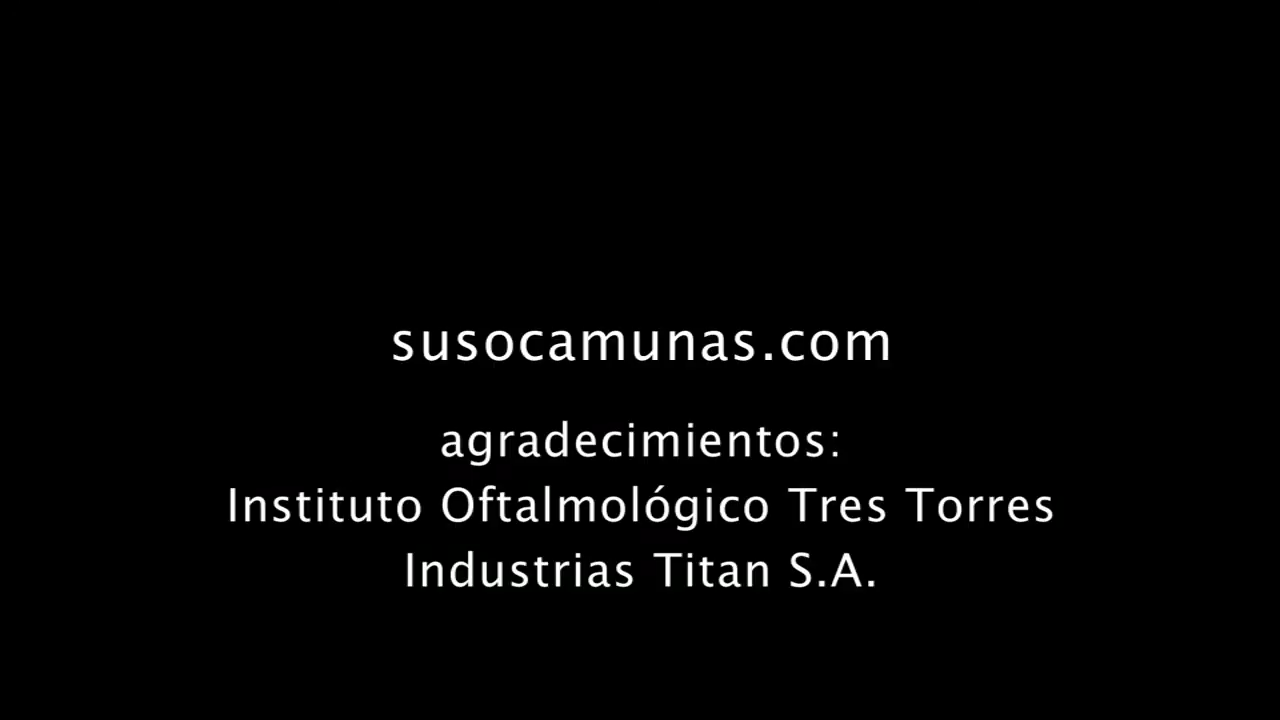 susocamunas.com
agradecimientos:
Instituto Oftalmológico Tres Torres
Industrias Titan S.A.